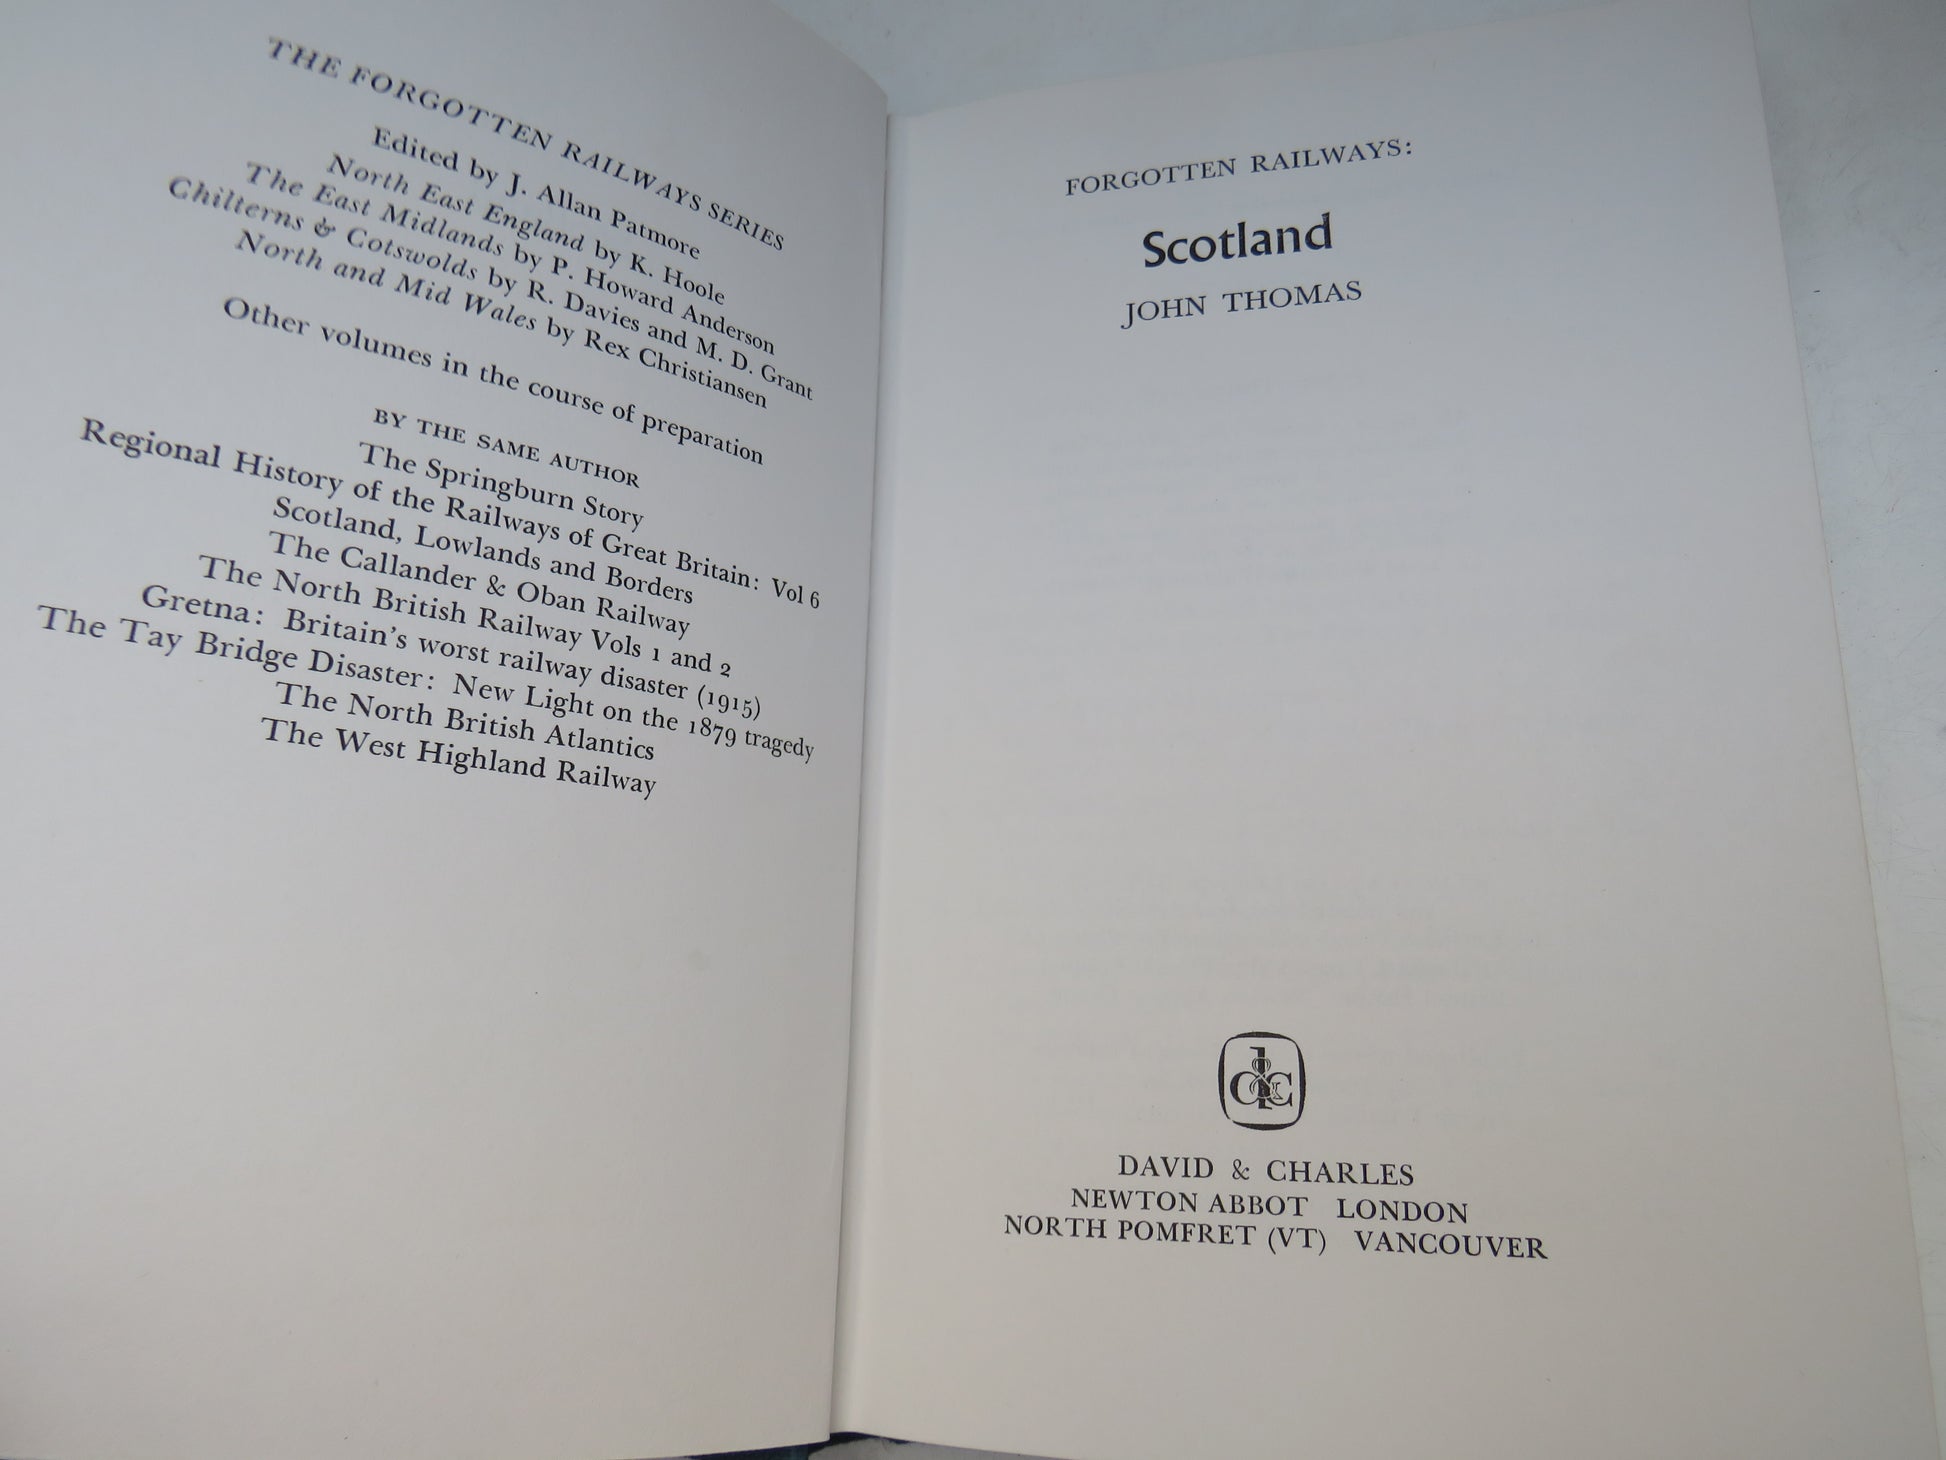 THE FORGOTTEN RAILWAYS SERIES
Edited by J. Allan Patmore
North East England by K. Hoole
The East Midlands by P. Howard Anderson
Chilterns & Cotswolds by R. Davies and M. D. Grant
North and Mid Wales by Rex Christiansen
Other volumes in the course of preparation
BY THE SAME AUTHOR
The Springburn Story
Regional History of the Railways of Great Britain: Vol 6
Scotland, Lowlands and Borders
The Callander & Oban Railway
The North British Railway Vols 1 and 2
Gretna: Britain's worst railway disaster (1915)
The Tay Bridge Disaster: New Light on the 1879 tragedy
The North British Atlantics
The West Highland Railway
FORGOTTEN RAILWAYS:
Scotland
JOHN THOMAS
d&c
DAVID & CHARLES
NEWTON ABBOT LONDON
NORTH POMFRET (VT) VANCOUVER